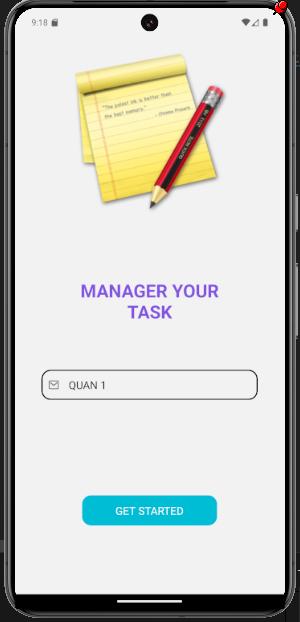 9:18
"The palest ink is better than
the best memory."
- Chinese Proverb
MANAGER YOUR
TASK
QUAN 1
GET STARTED